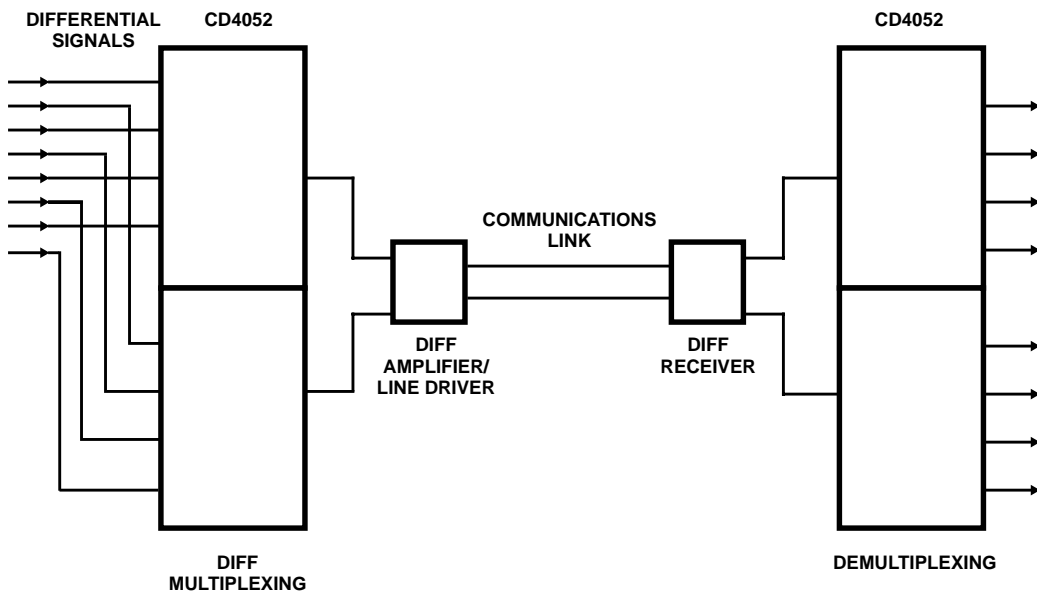 DIFFERENTIAL
SIGNALS
CD4052
CD4052
COMMUNICATIONS
LINK
DIFF
AMPLIFIER/
LINE DRIVER
DIFF
RECEIVER
DIFF
MULTIPLEXING
DEMULTIPLEXING